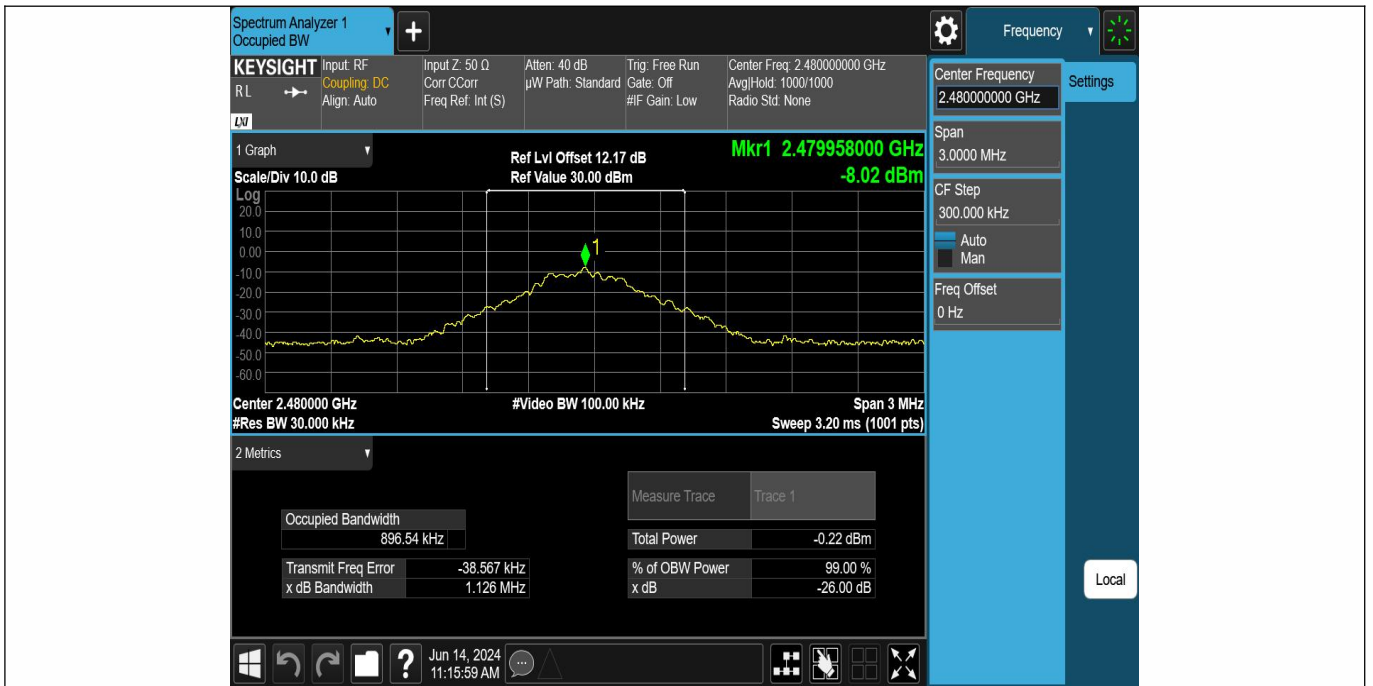 Spectrum Analyzer 1
Occupied BW
Frequency
KEYSIGHT
RL
LXI
Input: RF
Coupling: DC
Align: Auto
Input Z: 50 Ω
Corr CCorr
Freq Ref: Int (S)
Atten: 40 dB
µW Path: Standard
Trig: Free Run
Gate: Off
#IF Gain: Low
Center Freq: 2.480000000 GHz
Avg|Hold: 1000/1000
Radio Std: None
Center Frequency
2.480000000 GHz
Settings
Span
3.0000 MHz
CF Step
300.000 kHz
Auto
Man
Freq Offset
0 Hz
Local
1 Graph
Scale/Div 10.0 dB
Ref Lvl Offset 12.17 dB
Ref Value 30.00 dBm
Mkr1 2.479958000 GHz
-8.02 dBm
Log
20.0
10.0
0.00
-10.0
-20.0
-30.0
-40.0
-50.0
-60.0
1
Center 2.480000 GHz
#Video BW 100.00 kHz
Span 3 MHz
#Res BW 30.000 kHz
Sweep 3.20 ms (1001 pts)
2 Metrics
Measure Trace
Trace 1
Occupied Bandwidth
896.54 kHz
Total Power
-0.22 dBm
Transmit Freq Error
-38.567 kHz
% of OBW Power
99.00 %
x dB Bandwidth
1.126 MHz
x dB
-26.00 dB
Jun 14, 2024
11:15:59 AM